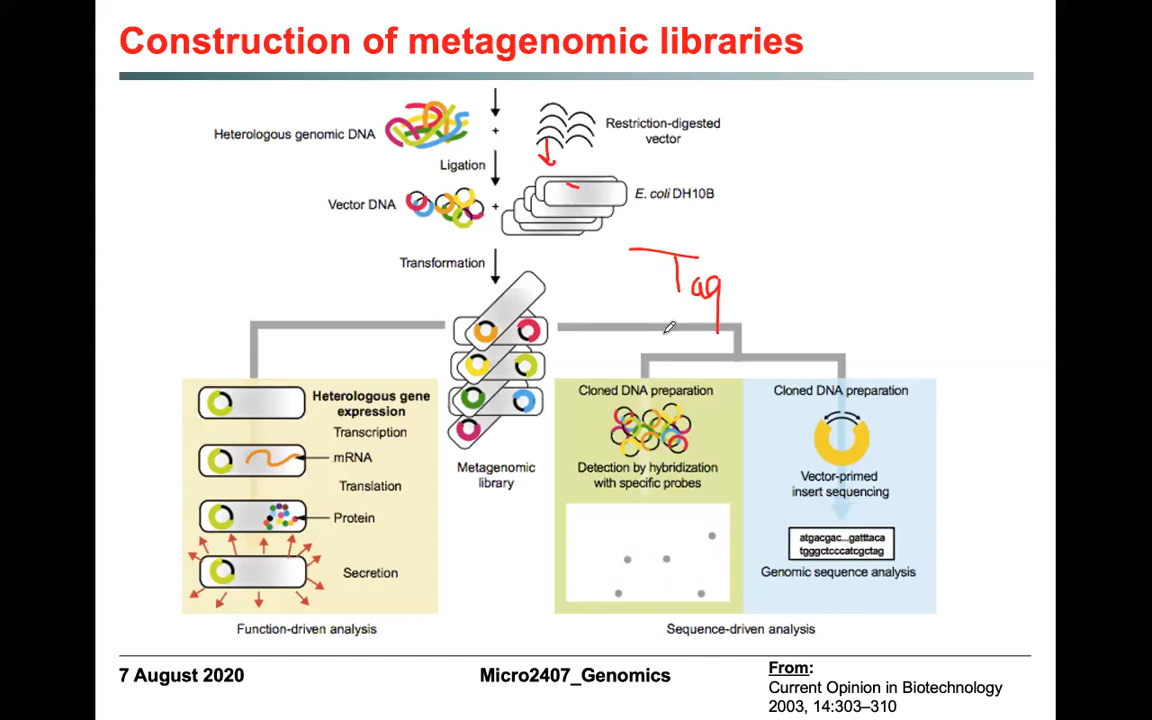 Construction of metagenomic libraries
Heterologous genomic DNA
+
Restriction-digested
vector
Ligation
Vector DNA
+
E. coli DH10B
Transformation
Taq
Metagenomic
library
Heterologous gene
expression
Transcription
mRNA
Translation
Protein
Secretion
Function-driven analysis
Cloned DNA preparation
Detection by hybridization
with specific probes
Cloned DNA preparation
Vector-primed
insert sequencing
atgacgac...gatttaca
tgggctcccatcgctag
Genomic sequence analysis
Sequence-driven analysis
7 August 2020
Micro2407_Genomics
From:
Current Opinion in Biotechnology
2003, 14:303–310